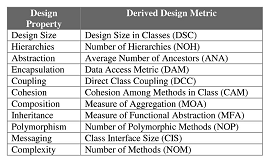 Design Property Derived Design Metric
Design Size Design Size in Classes (DSC)
Hierarchies Number of Hierarchies (NOH)
Abstraction Average Number of Ancestors (ANA)
Encapsulation Data Access Metric (DAM)
Coupling Direct Class Coupling (DCC)
Cohesion Cohesion Among Methods in Class (CAM)
Composition Measure of Aggregation (MOA)
Inheritance Measure of Functional Abstraction (MFA)
Polymorphism Number of Polymorphic Methods (NOP)
Messaging Class Interface Size (CIS)
Complexity Number of Methods (NOM)